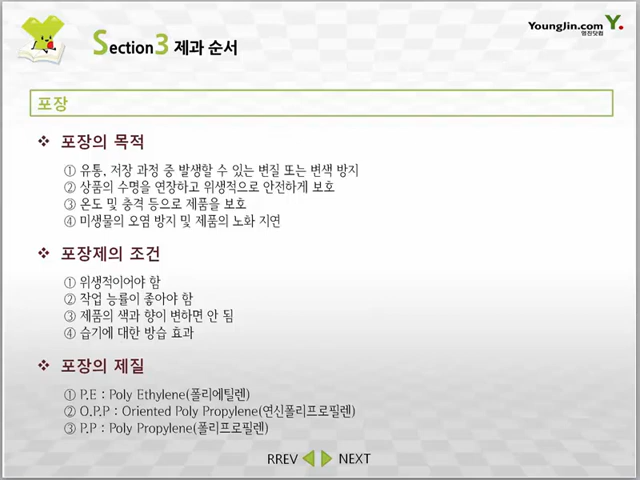 Section3 제과 순서
YoungJin.com Y.
영진닷컴
포장
❖ 포장의 목적
① 유통, 저장 과정 중 발생할 수 있는 변질 또는 변색 방지
② 상품의 수명을 연장하고 위생적으로 안전하게 보호
③ 온도 및 충격 등으로 제품을 보호
④ 미생물의 오염 방지 및 제품의 노화 지연
❖ 포장제의 조건
① 위생적이어야 함
② 작업 능률이 좋아야 함
③ 제품의 색과 향이 변하면 안 됨
④ 습기에 대한 방습 효과
❖ 포장의 제질
① P.E : Poly Ethylene(폴리에틸렌)
② O.P.P : Oriented Poly Propylene(연신폴리프로필렌)
③ P.P : Poly Propylene(폴리프로필렌)
RREV NEXT